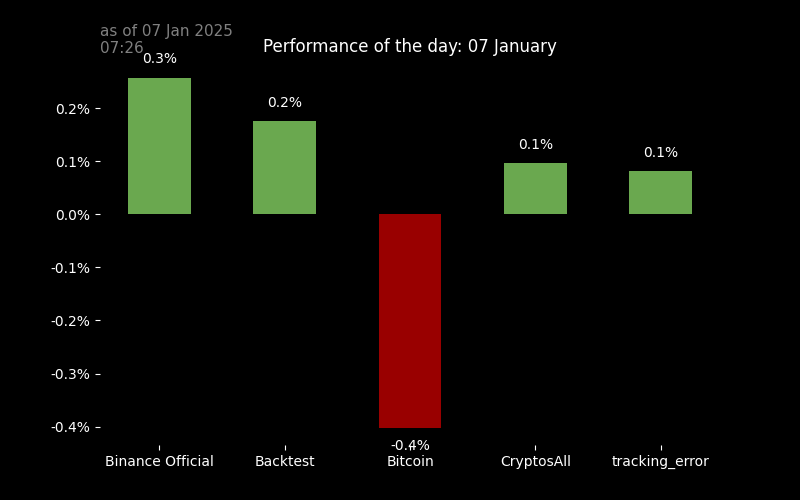 as of 07 Jan 2025
07:26
Performance of the day: 07 January
0.3%
0.2%
0.1%
0.1%
-0.4%
0.2%
0.1%
0.0%
-0.1%
-0.2%
-0.3%
-0.4%
Binance Official
Backtest
Bitcoin
CryptosAll
tracking_error